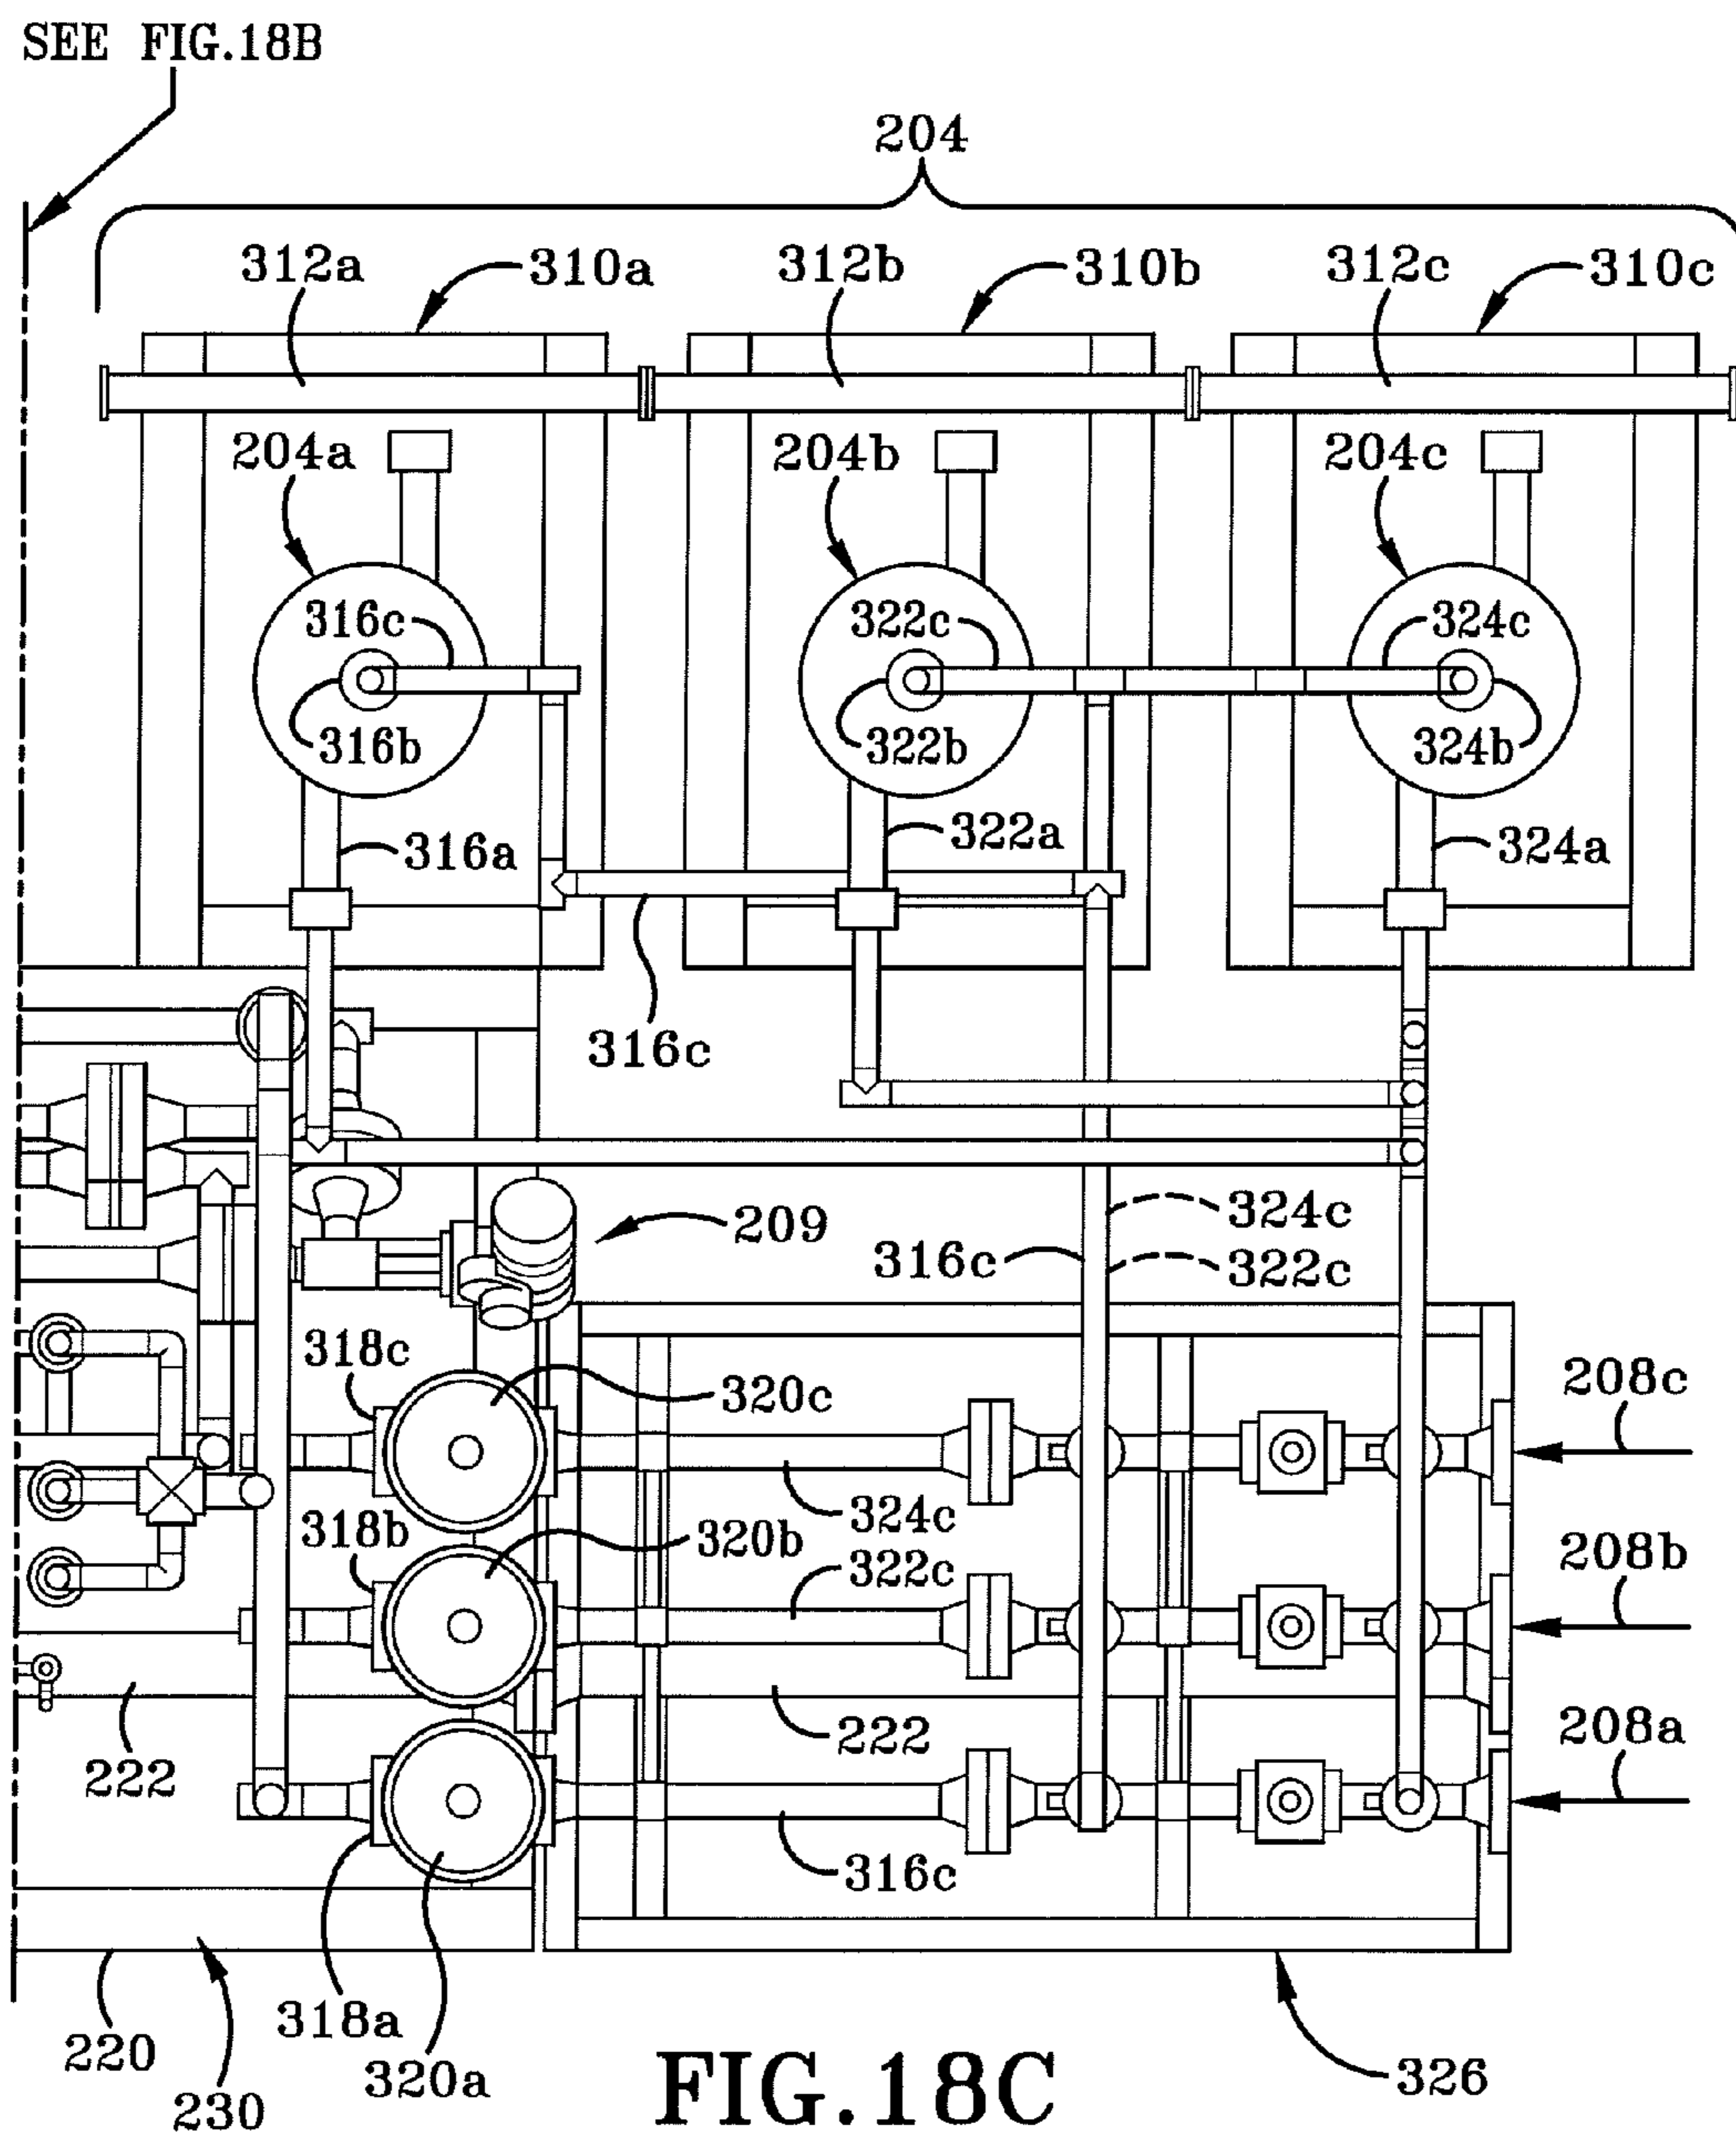 SEE FIG.18B
204
312a 310a 312b 310b 312c 310c
204a 204b 204c
316c 322c 324c
316b 322b 324b
316a 322a 324a
316c
324c
209
316c 322c
318c
320c 208c
324c
318b 320b
322c 208b
222
208a
222
316c
318a
220 320a 326
230
FIG.18C